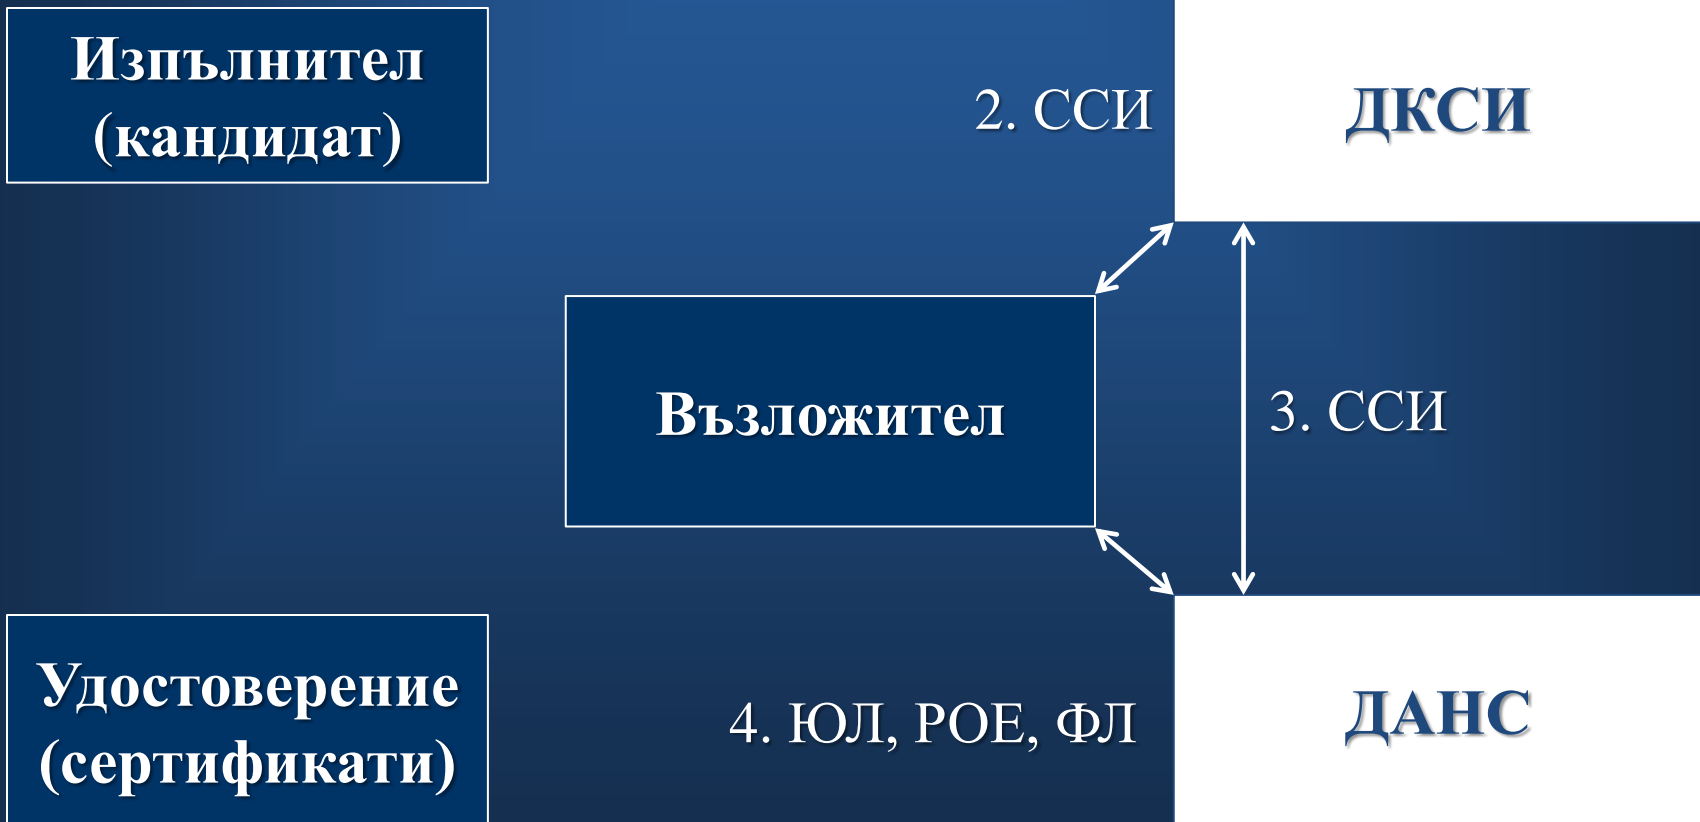 Изпълнител
(кандидат)
2. ССИ
ДКСИ
Възложител
3. ССИ
Удостоверение
(сертификати)
4. ЮЛ, РОЕ, ФЛ
ДАНС